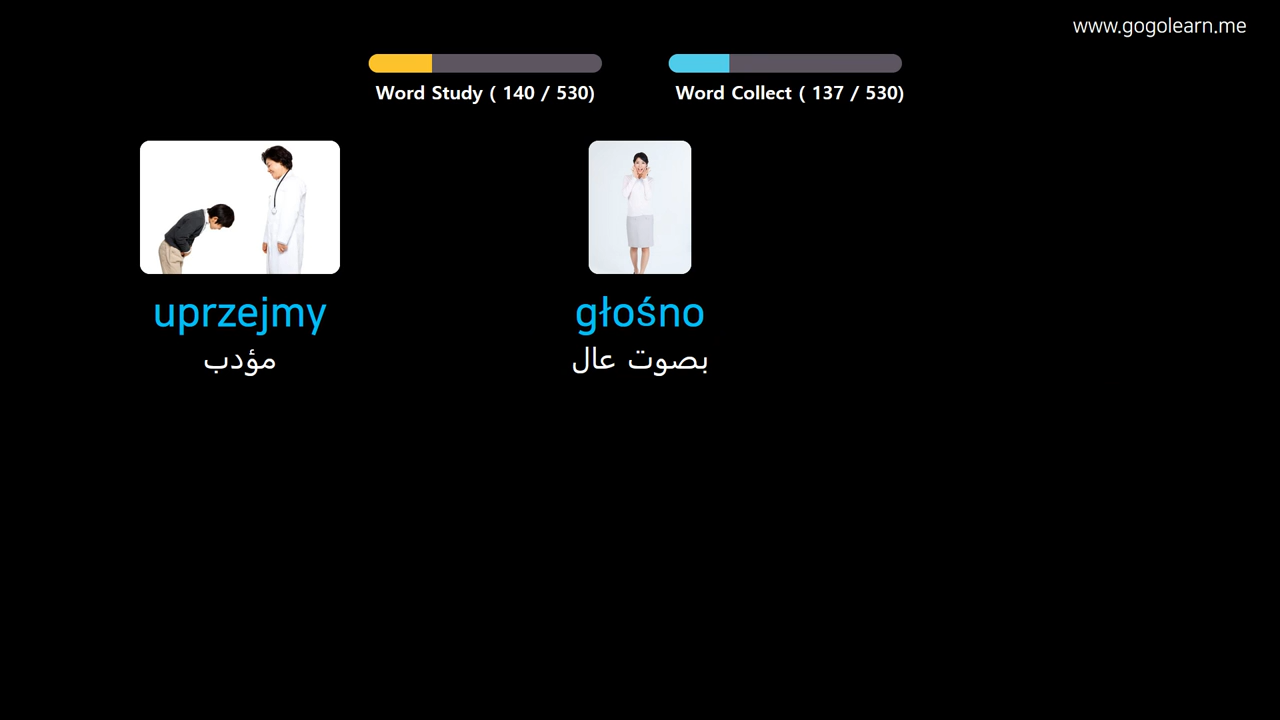 www.gogolearn.me
Word Study ( 140 / 530)
Word Collect ( 137 / 530)
uprzejmy
głośno
مؤدب
بصوت عال